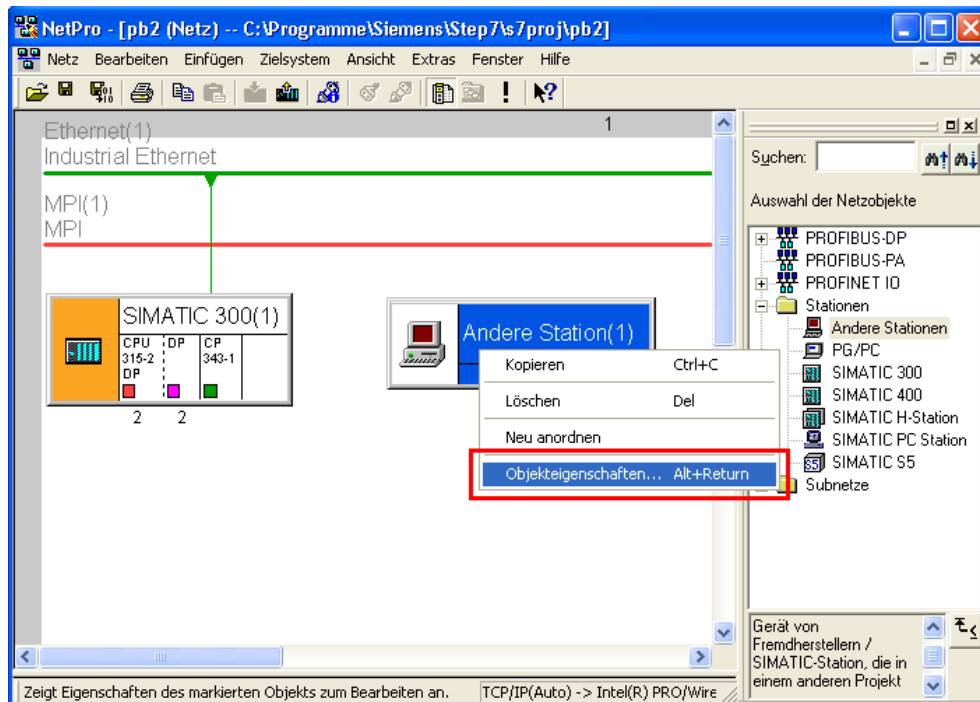 NetPro - [pb2 (Netz) -- C:\Programme\Siemens\Step7\s7proj\pb2]
Netz Bearbeiten Einfügen Zielsystem Ansicht Extras Fenster Hilfe
Ethernet(1)
Industrial Ethernet
1
MPI(1)
MPI
SIMATIC 300(1)
CPU
315-2
DP
DP
CP
343-1
2 2
Andere Station(1)
Kopieren Ctrl+C
Löschen Del
Neu anordnen
Objekteigenschaften... Alt+Return
Suchen:
Auswahl der Netzobjekte
PROFIBUS-DP
PROFIBUS-PA
PROFINET IO
Stationen
Andere Stationen
PG/PC
SIMATIC 300
SIMATIC 400
SIMATIC H-Station
SIMATIC PC Station
S5 SIMATIC S5
Subnetze
Gerät von
Fremdherstellern /
SIMATIC-Station, die in
einem anderen Projekt
Zeigt Eigenschaften des markierten Objekts zum Bearbeiten an.
TCP/IP(Auto) -> Intel(R) PRO/Wire